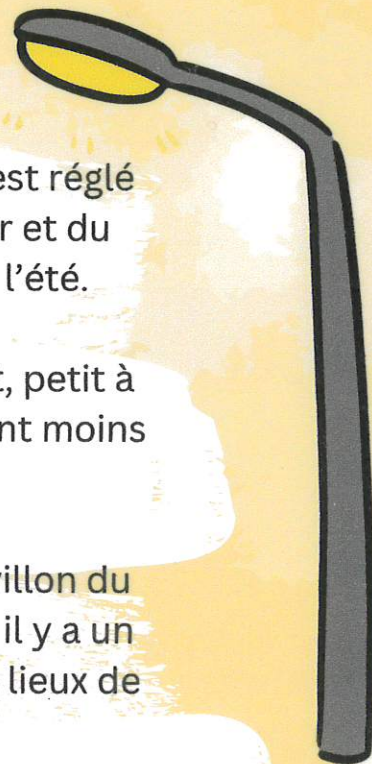 est réglé
r et du
l'été.
t, petit à
nt moins
villon du
il y a un
lieux de